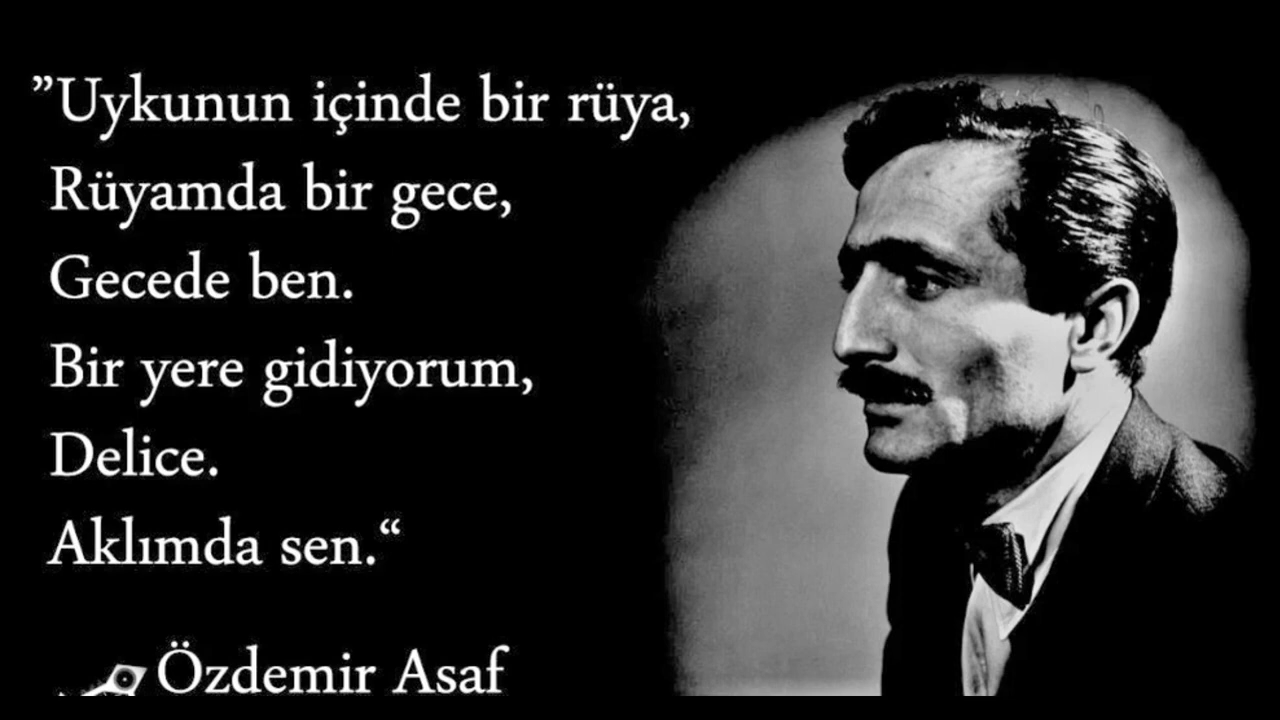 ”Uykunun içinde bir rüya,
Rüyamda bir gece,
Gecede ben.
Bir yere gidiyorum,
Delice.
Aklımda sen.“
Özdemir Asaf